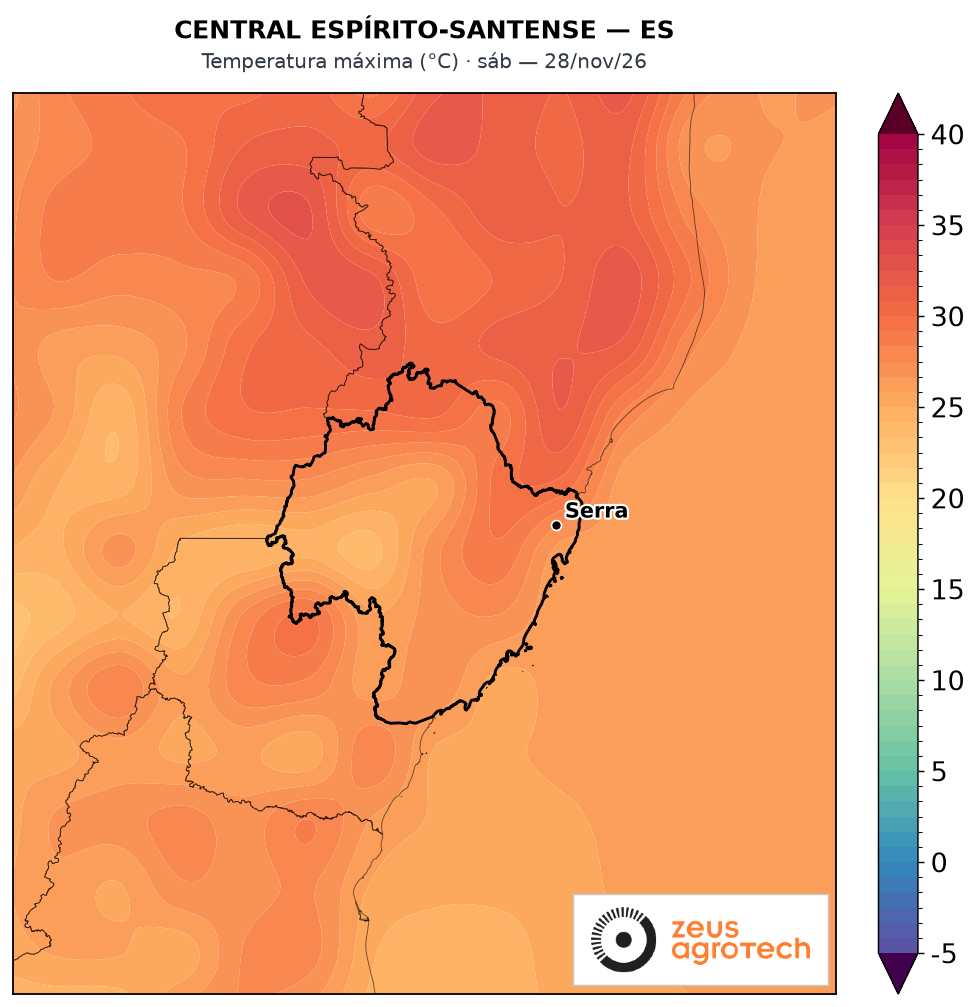 CENTRAL ESPÍRITO-SANTENSE — ES
Temperatura máxima (°C) · sáb — 28/nov/26
40
35
30
25
20
15
10
5
0
-5
Serra
zeus
agrotech